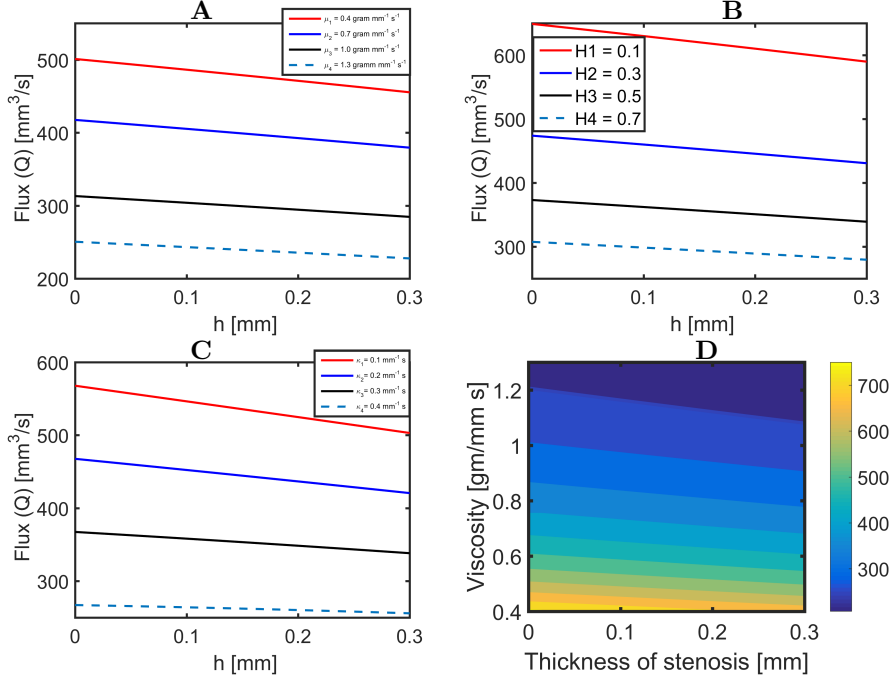 A
μ₁ = 0.4 gram mm⁻¹ s⁻¹
μ₂ = 0.7 gram mm⁻¹ s⁻¹
μ₃ = 1.0 gram mm⁻¹ s⁻¹
μ₄ = 1.3 gramm mm⁻¹ s⁻¹
500
400
300
200
Flux (Q) [mm³/s]
0
0.1
0.2
0.3
h [mm]
B
H1 = 0.1
H2 = 0.3
H3 = 0.5
H4 = 0.7
600
500
400
300
Flux (Q) [mm³/s]
0
0.1
0.2
0.3
h [mm]
C
κ₁ = 0.1 mm⁻¹ s
κ₂ = 0.2 mm⁻¹ s
κ₃ = 0.3 mm⁻¹ s
κ₄ = 0.4 mm⁻¹ s
600
500
400
300
Flux (Q) [mm³/s]
0
0.1
0.2
0.3
h [mm]
D
1.2
1
0.8
0.6
0.4
Viscosity [gm/mm s]
0
0.1
0.2
0.3
Thickness of stenosis [mm]
700
600
500
400
300